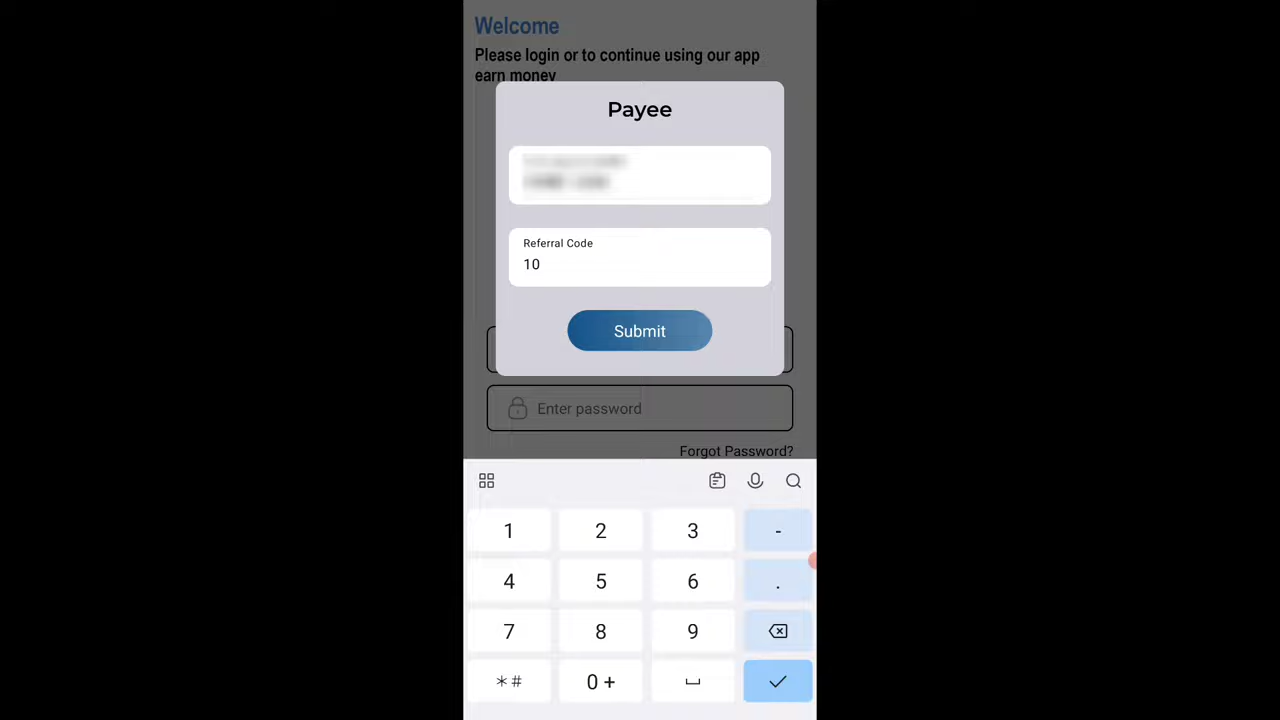 Welcome
Please login or to continue using our app
earn money
Payee
Referral Code
10
Submit
Enter password
Forgot Password?
1 2 3 -
4 5 6 .
7 8 9
*# 0 +